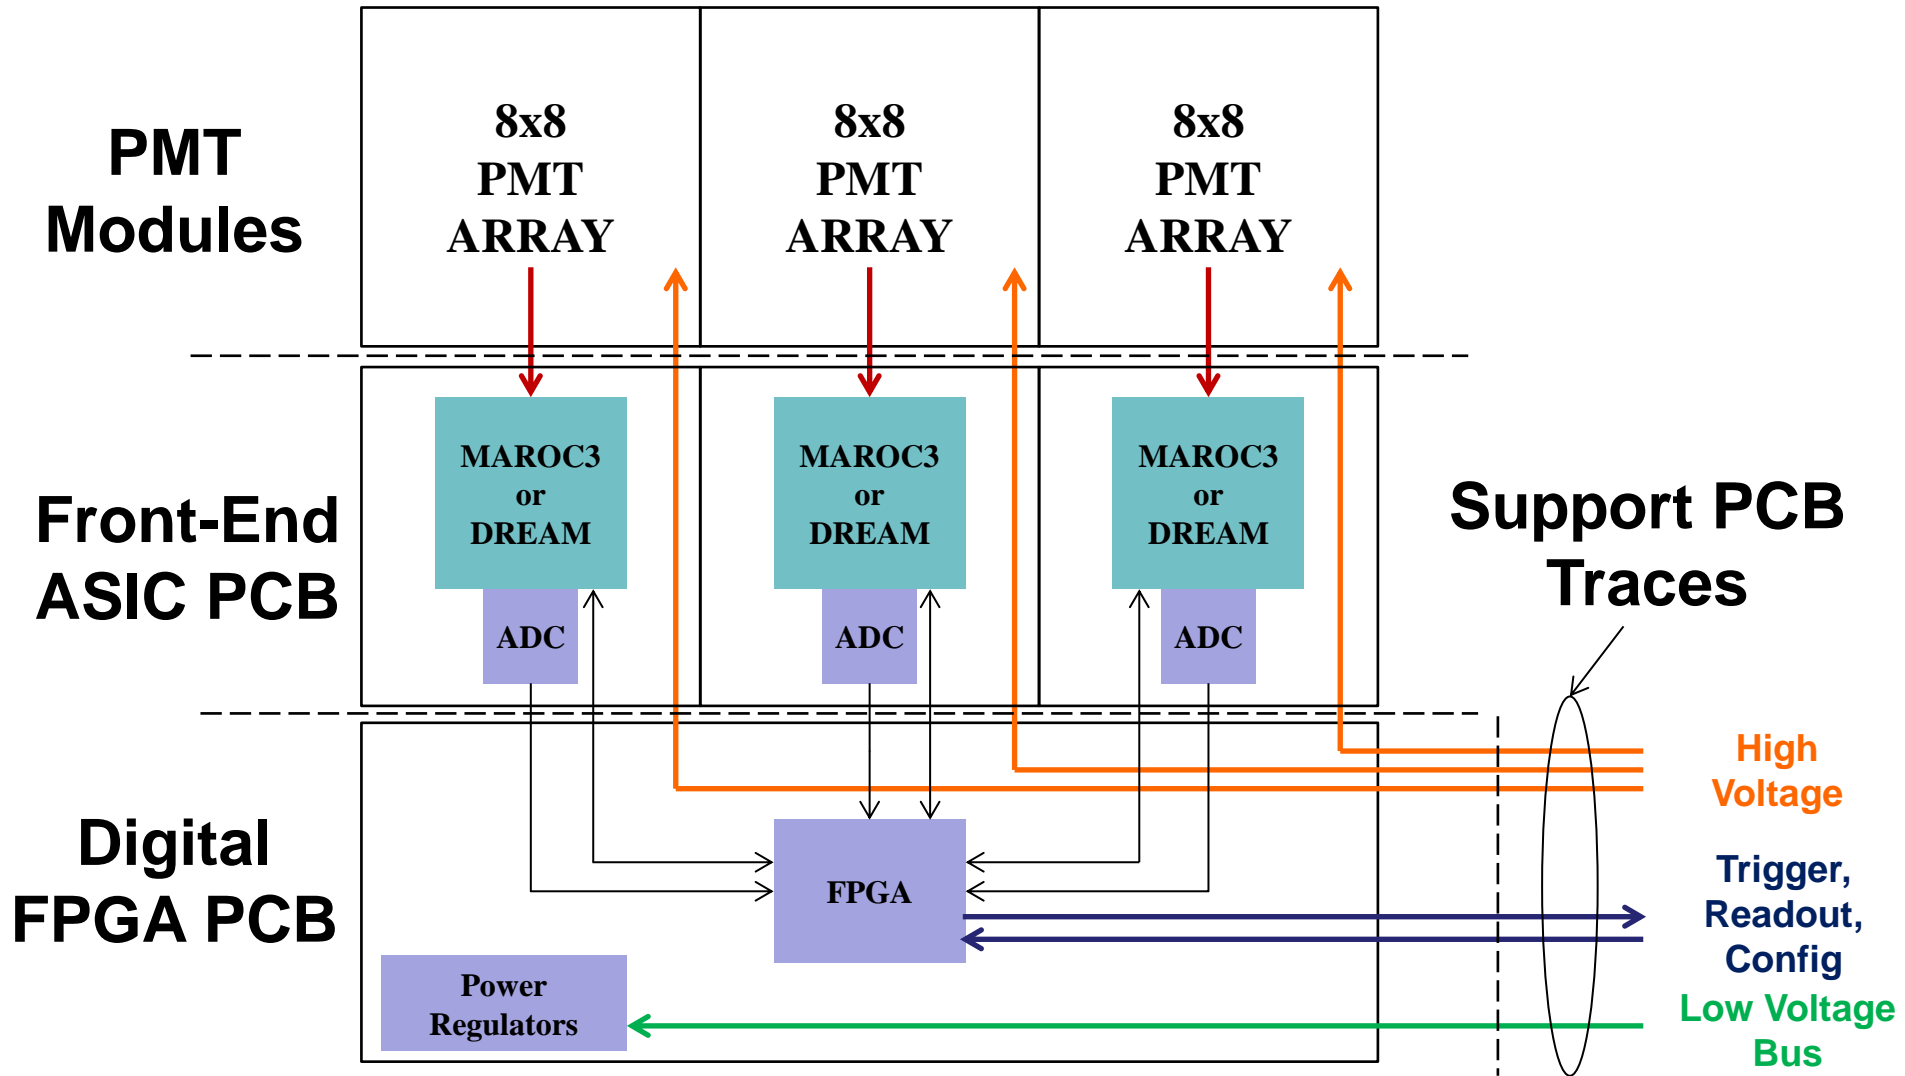 PMT
Modules
8x8
PMT
ARRAY
8x8
PMT
ARRAY
8x8
PMT
ARRAY
Front-End
ASIC PCB
MAROC3
or
DREAM
ADC
MAROC3
or
DREAM
ADC
MAROC3
or
DREAM
ADC
Support PCB
Traces
Digital
FPGA PCB
FPGA
Power
Regulators
High
Voltage
Trigger,
Readout,
Config
Low Voltage
Bus